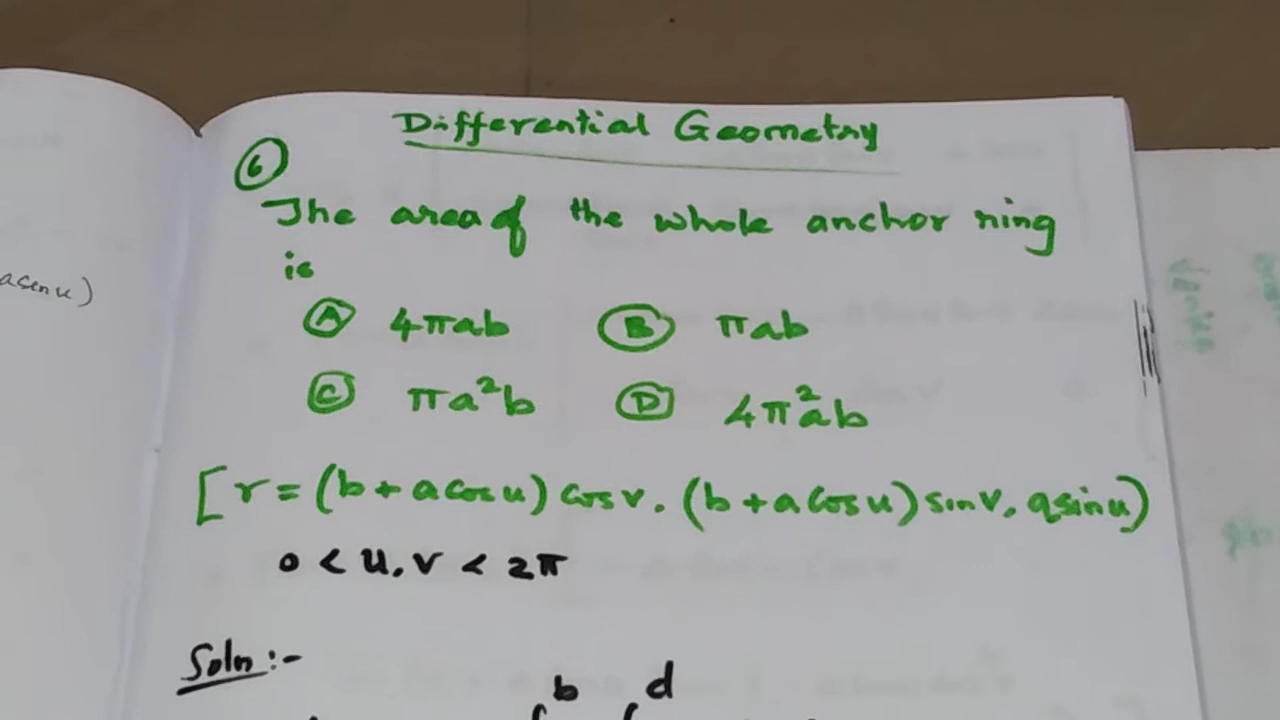 Differential Geometry
6
The area of the whole anchor ring
is
A 4πab B πab
C πa²b D 4π²ab
[r = (b + a cos u) cos v, (b + a cos u) sin v, a sin u)
0 < u, v < 2π
Soln :-
b d
a sin u)